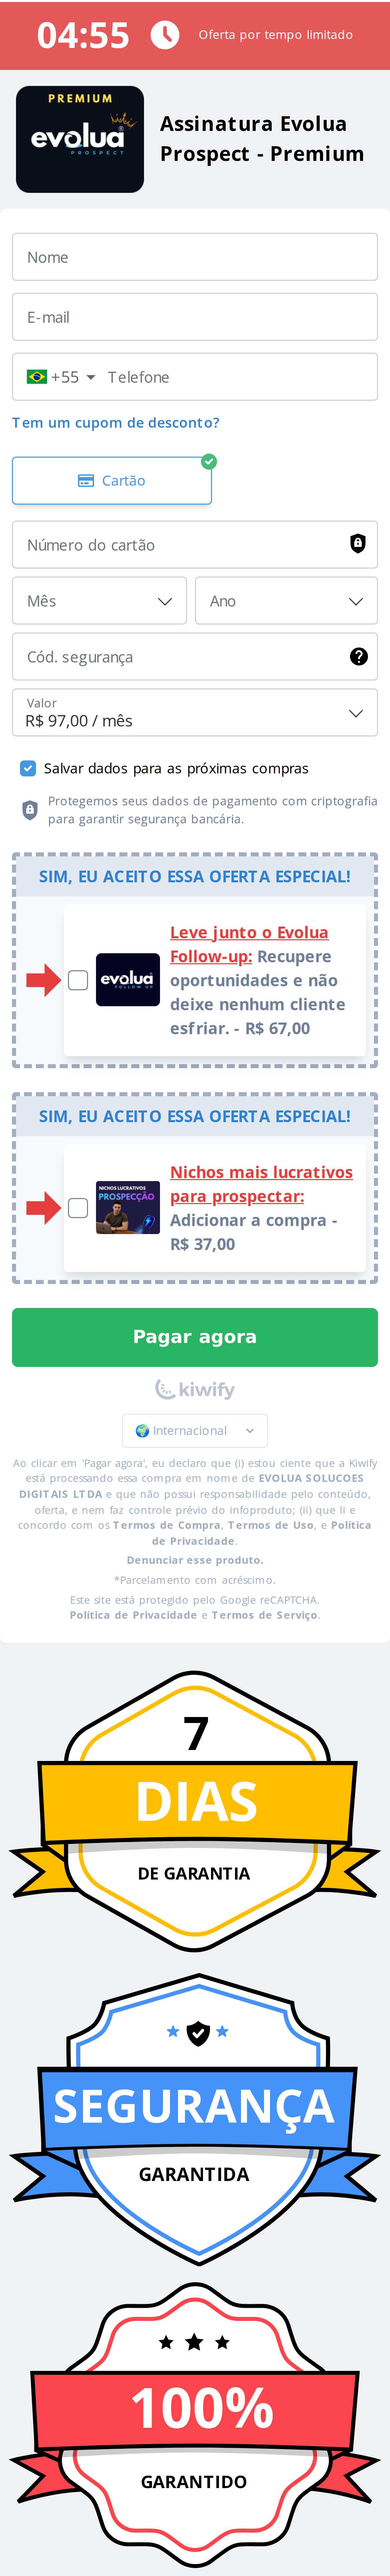 04:55 Oferta por tempo limitado
PREMIUM
evolua®
PROSPECT
Assinatura Evolua
Prospect - Premium
Nome
E-mail
+55 Telefone
Tem um cupom de desconto?
Cartão
Número do cartão
Mês Ano
Cód. segurança
Valor
R$ 97,00 / mês
Salvar dados para as próximas compras
Protegemos seus dados de pagamento com criptografia
para garantir segurança bancária.
SIM, EU ACEITO ESSA OFERTA ESPECIAL!
evolua
FOLLOW UP
Leve junto o Evolua
Follow-up: Recupere
oportunidades e não
deixe nenhum cliente
esfriar. - R$ 67,00
SIM, EU ACEITO ESSA OFERTA ESPECIAL!
NICHOS LUCRATIVOS
PROSPECÇÃO
Nichos mais lucrativos
para prospectar:
Adicionar a compra -
R$ 37,00
Pagar agora
kiwify
Internacional
Ao clicar em 'Pagar agora', eu declaro que (i) estou ciente que a Kiwify
está processando essa compra em nome de EVOLUA SOLUCOES
DIGITAIS LTDA e que não possui responsabilidade pelo conteúdo,
oferta, e nem faz controle prévio do infoproduto; (ii) que li e
concordo com os Termos de Compra, Termos de Uso, e Política
de Privacidade.
Denunciar esse produto.
*Parcelamento com acréscimo.
Este site está protegido pelo Google reCAPTCHA.
Política de Privacidade e Termos de Serviço.
7
DIAS
DE GARANTIA
SEGURANÇA
GARANTIDA
100%
GARANTIDO